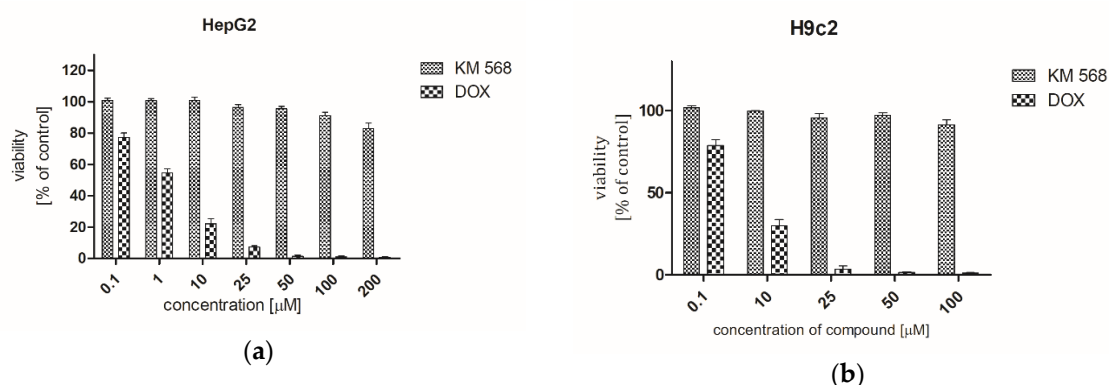 HepG2
KM 568
DOX
viability
[% of control]
120
100
80
60
40
20
0
0.1
1
10
25
50
100
200
concentration [μM]
(a)
H9c2
KM 568
DOX
viability
[% of control]
100
50
0
0.1
10
25
50
100
concentration of compound [μM]
(b)